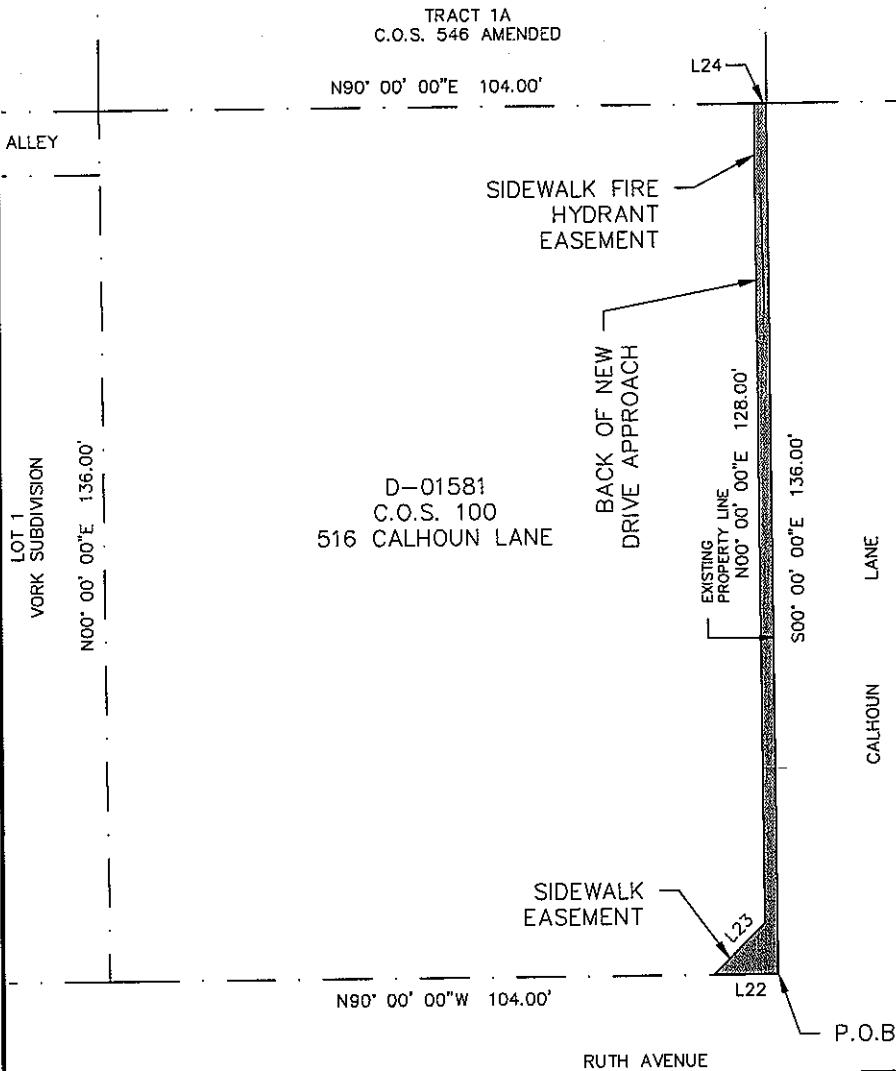 TRACT 1A
C.O.S. 546 AMENDED
L24
N90° 00' 00"E 104.00'
ALLEY
SIDEWALK FIRE
HYDRANT
EASEMENT
BACK OF NEW
DRIVE APPROACH
LOT 1
VORK SUBDIVISION
N00° 00' 00"E 136.00'
D-01581
C.O.S. 100
516 CALHOUN LANE
EXISTING
PROPERTY LINE
N00° 00' 00"E 128.00'
S00° 00' 00"E 136.00'
CALHOUN LANE
SIDEWALK
EASEMENT
L23
L22
N90° 00' 00"W 104.00'
P.O.B
RUTH AVENUE